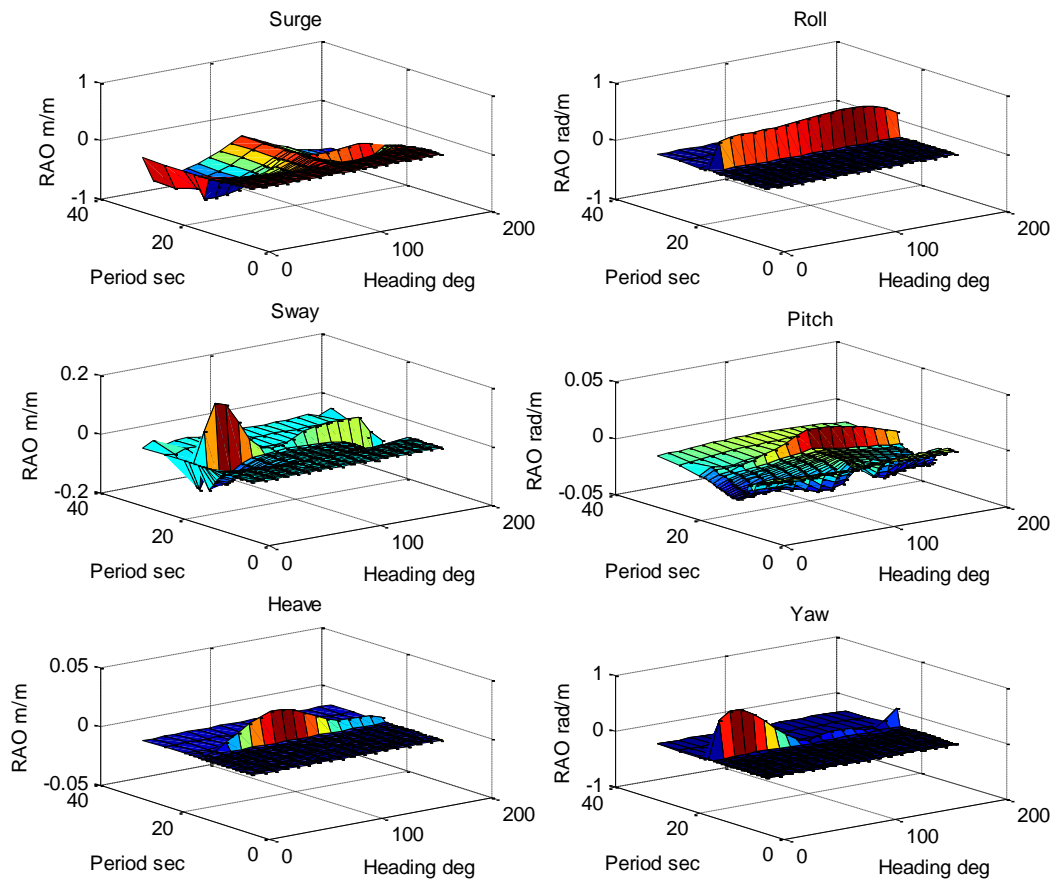 Surge
1
0
-1
RAO m/m
40
20
0
Period sec
0
100
200
Heading deg
Roll
1
0
-1
RAO rad/m
40
20
0
Period sec
0
100
200
Heading deg
Sway
0.2
0
-0.2
RAO m/m
40
20
0
Period sec
0
100
200
Heading deg
Pitch
0.05
0
-0.05
RAO rad/m
40
20
0
Period sec
0
100
200
Heading deg
Heave
0.05
0
-0.05
RAO m/m
40
20
0
Period sec
0
100
200
Heading deg
Yaw
1
0
-1
RAO rad/m
40
20
0
Period sec
0
100
200
Heading deg